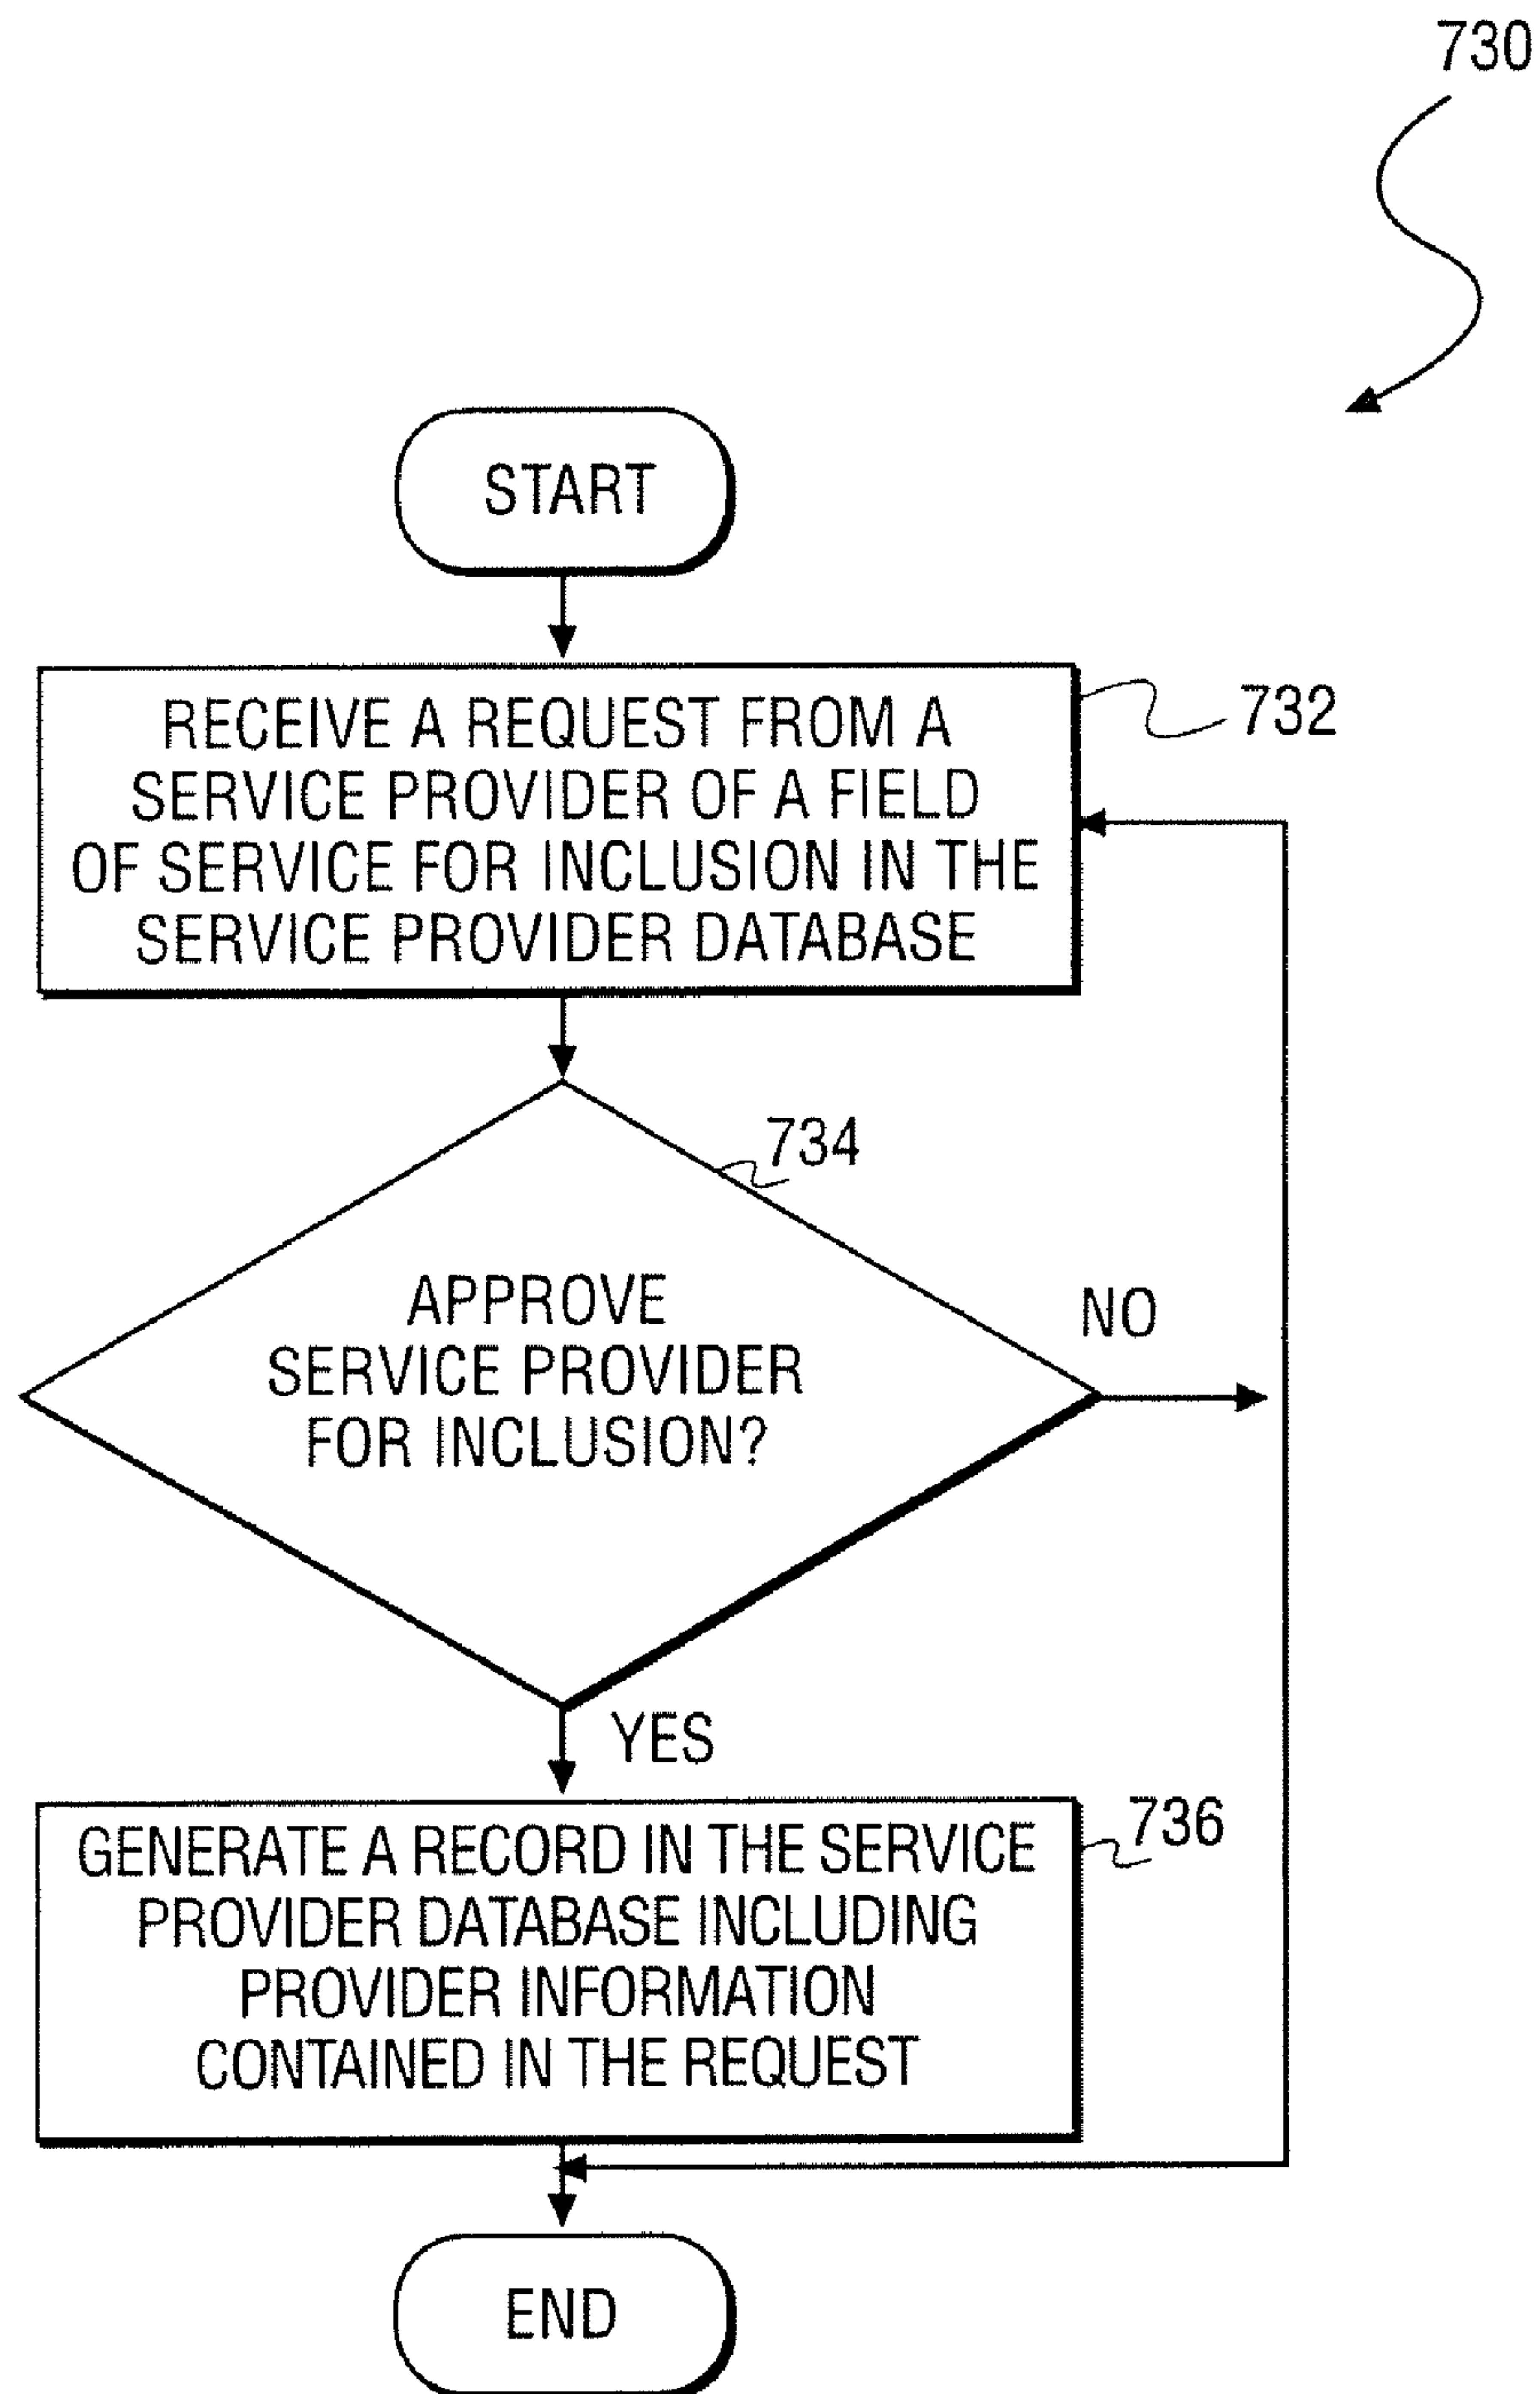 730
START
RECEIVE A REQUEST FROM A
SERVICE PROVIDER OF A FIELD
OF SERVICE FOR INCLUSION IN THE
SERVICE PROVIDER DATABASE
732
734
APPROVE
SERVICE PROVIDER
FOR INCLUSION?
NO
YES
GENERATE A RECORD IN THE SERVICE
PROVIDER DATABASE INCLUDING
PROVIDER INFORMATION
CONTAINED IN THE REQUEST
736
END